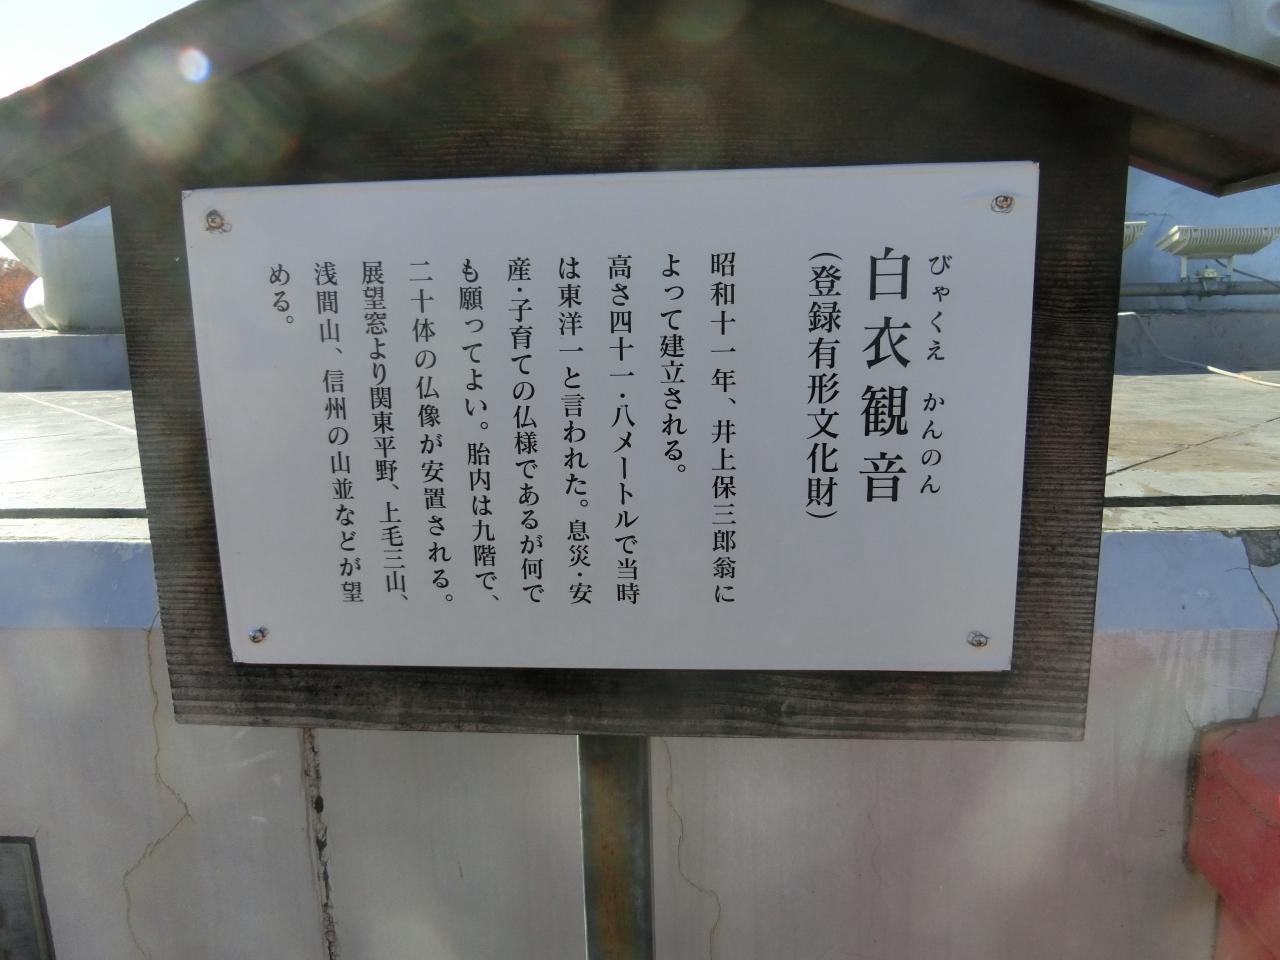 びゃくえ かんのん
白衣観音
(登録有形文化財)
昭和十一年、井上保三郎翁に
よって建立される。
高さ四十一・八メートルで当時
は東洋一と言われた。息災・安
産・子育ての仏様であるが何で
も願ってよい。胎内は九階で、
二十体の仏像が安置される。
展望窓より関東平野、上毛三山、
浅間山、信州の山並などが望
める。